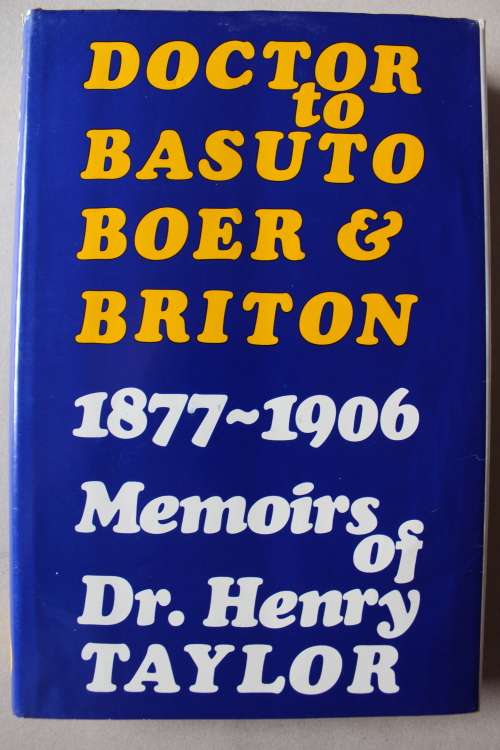 DOCTOR
to
BASUTO
BOER &
BRITON
1877~1906
Memoirs
of
Dr. Henry
TAYLOR